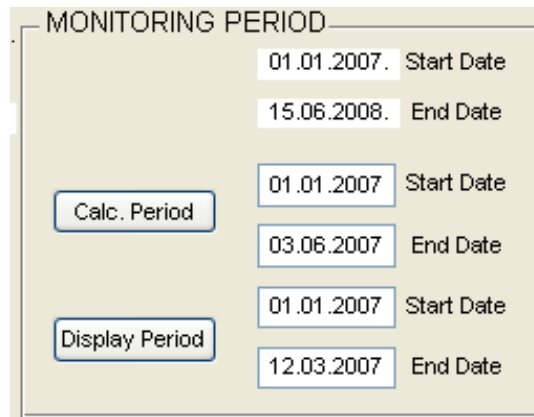 MONITORING PERIOD
01.01.2007. Start Date
15.06.2008. End Date
01.01.2007 Start Date
Calc. Period
03.06.2007 End Date
01.01.2007 Start Date
Display Period
12.03.2007 End Date